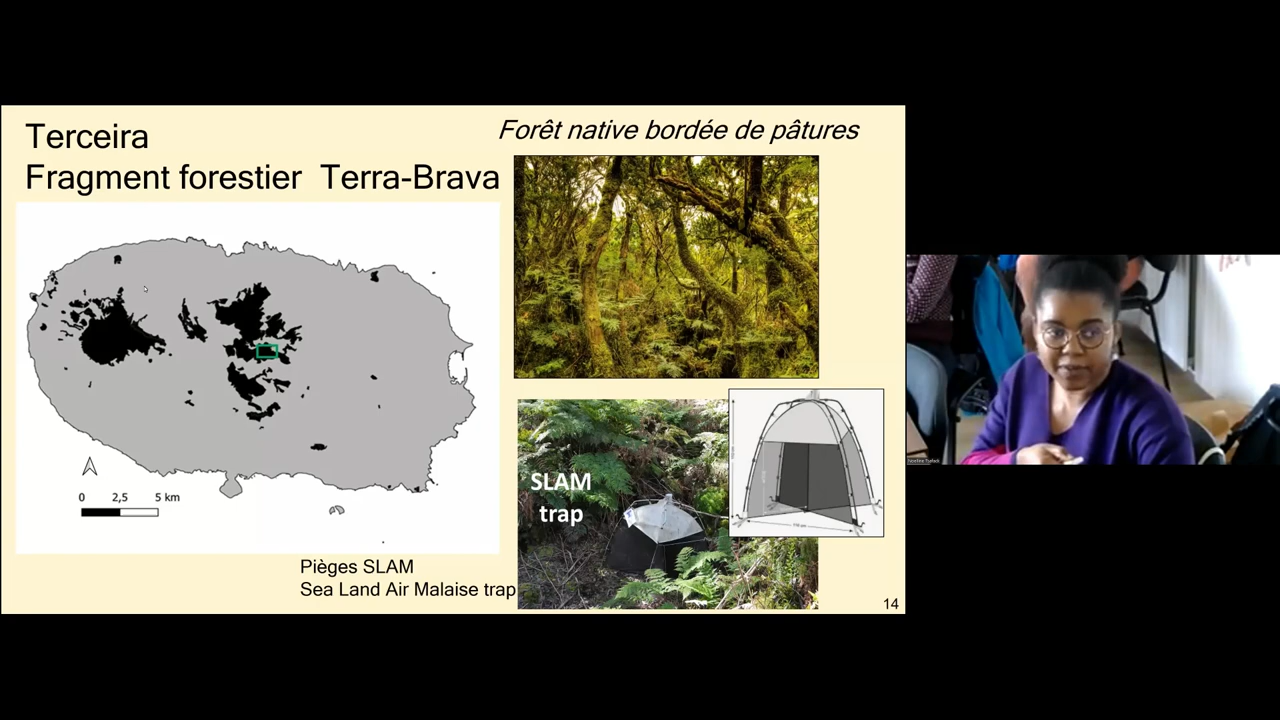 Terceira
Fragment forestier Terra-Brava
Forêt native bordée de pâtures
0 2,5 5 km
SLAM
trap
Pièges SLAM
Sea Land Air Malaise trap
14